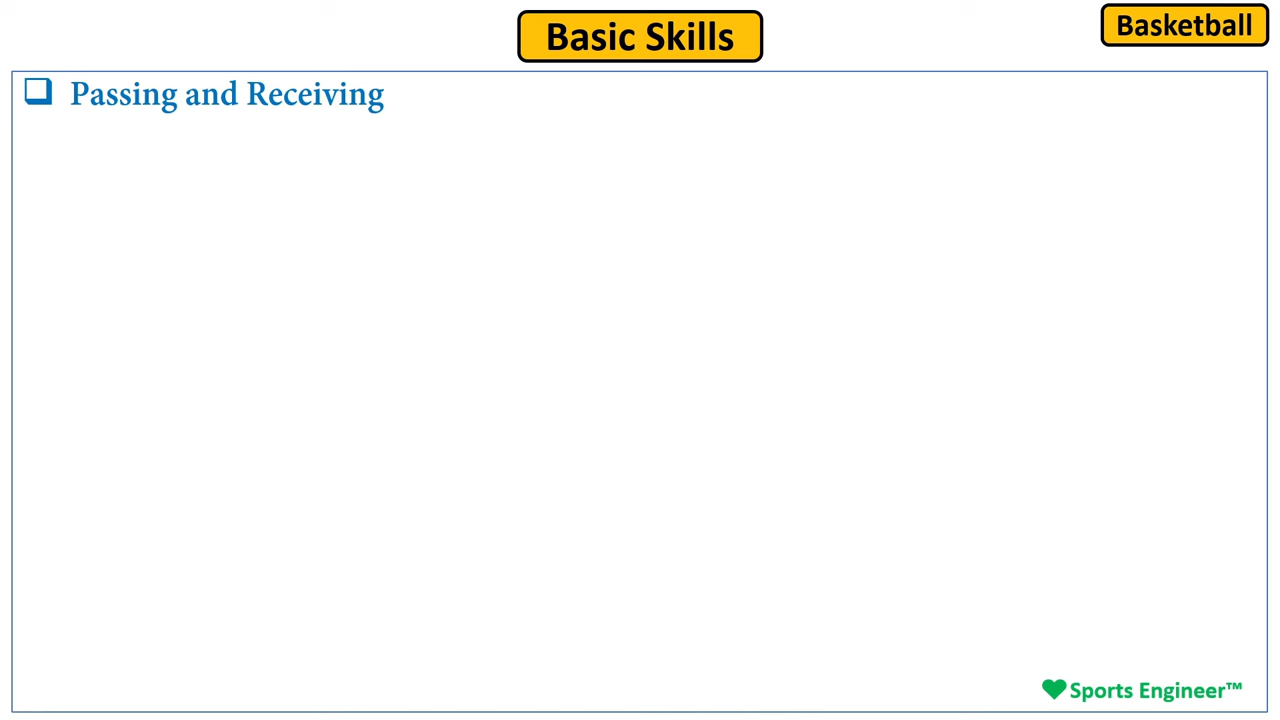 Basic Skills
Basketball
Passing and Receiving
Sports Engineer™